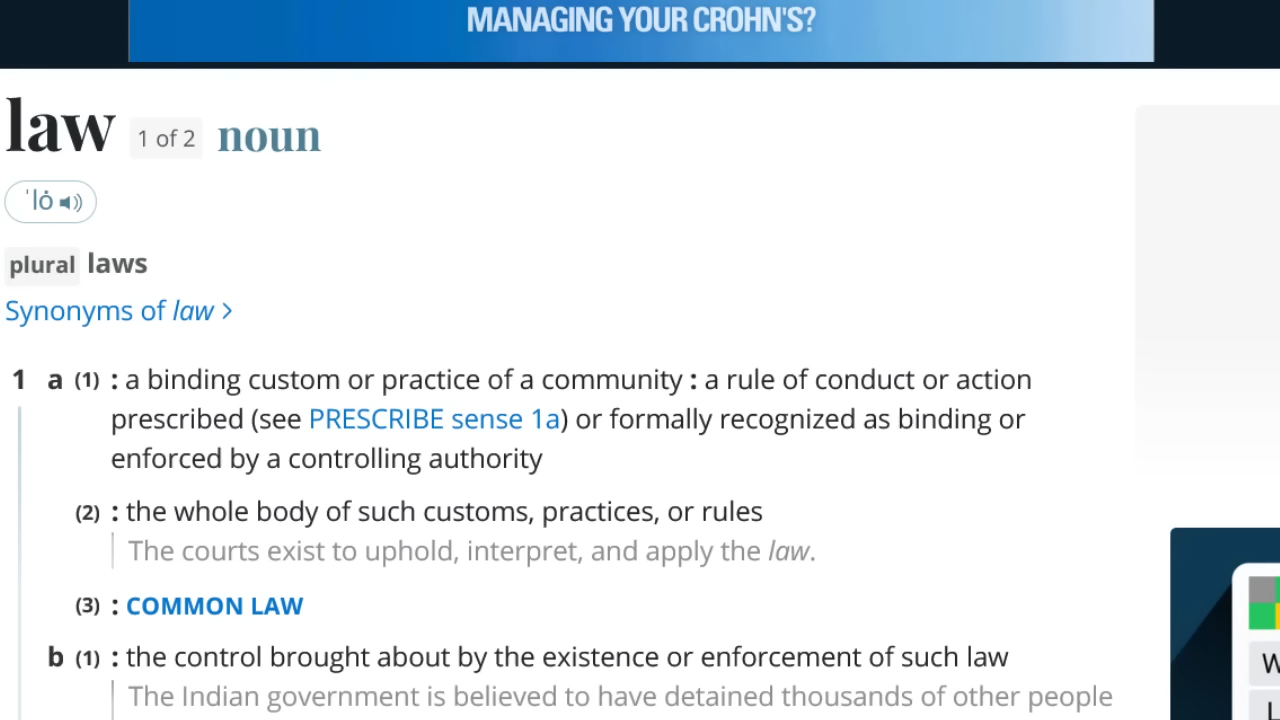 MANAGING YOUR CROHN'S?
law 1 of 2 noun
ˈlȯ
plural laws
Synonyms of law >
1 a (1) : a binding custom or practice of a community : a rule of conduct or action
prescribed (see PRESCRIBE sense 1a) or formally recognized as binding or
enforced by a controlling authority
(2) : the whole body of such customs, practices, or rules
The courts exist to uphold, interpret, and apply the law.
(3) : COMMON LAW
b (1) : the control brought about by the existence or enforcement of such law
The Indian government is believed to have detained thousands of other people